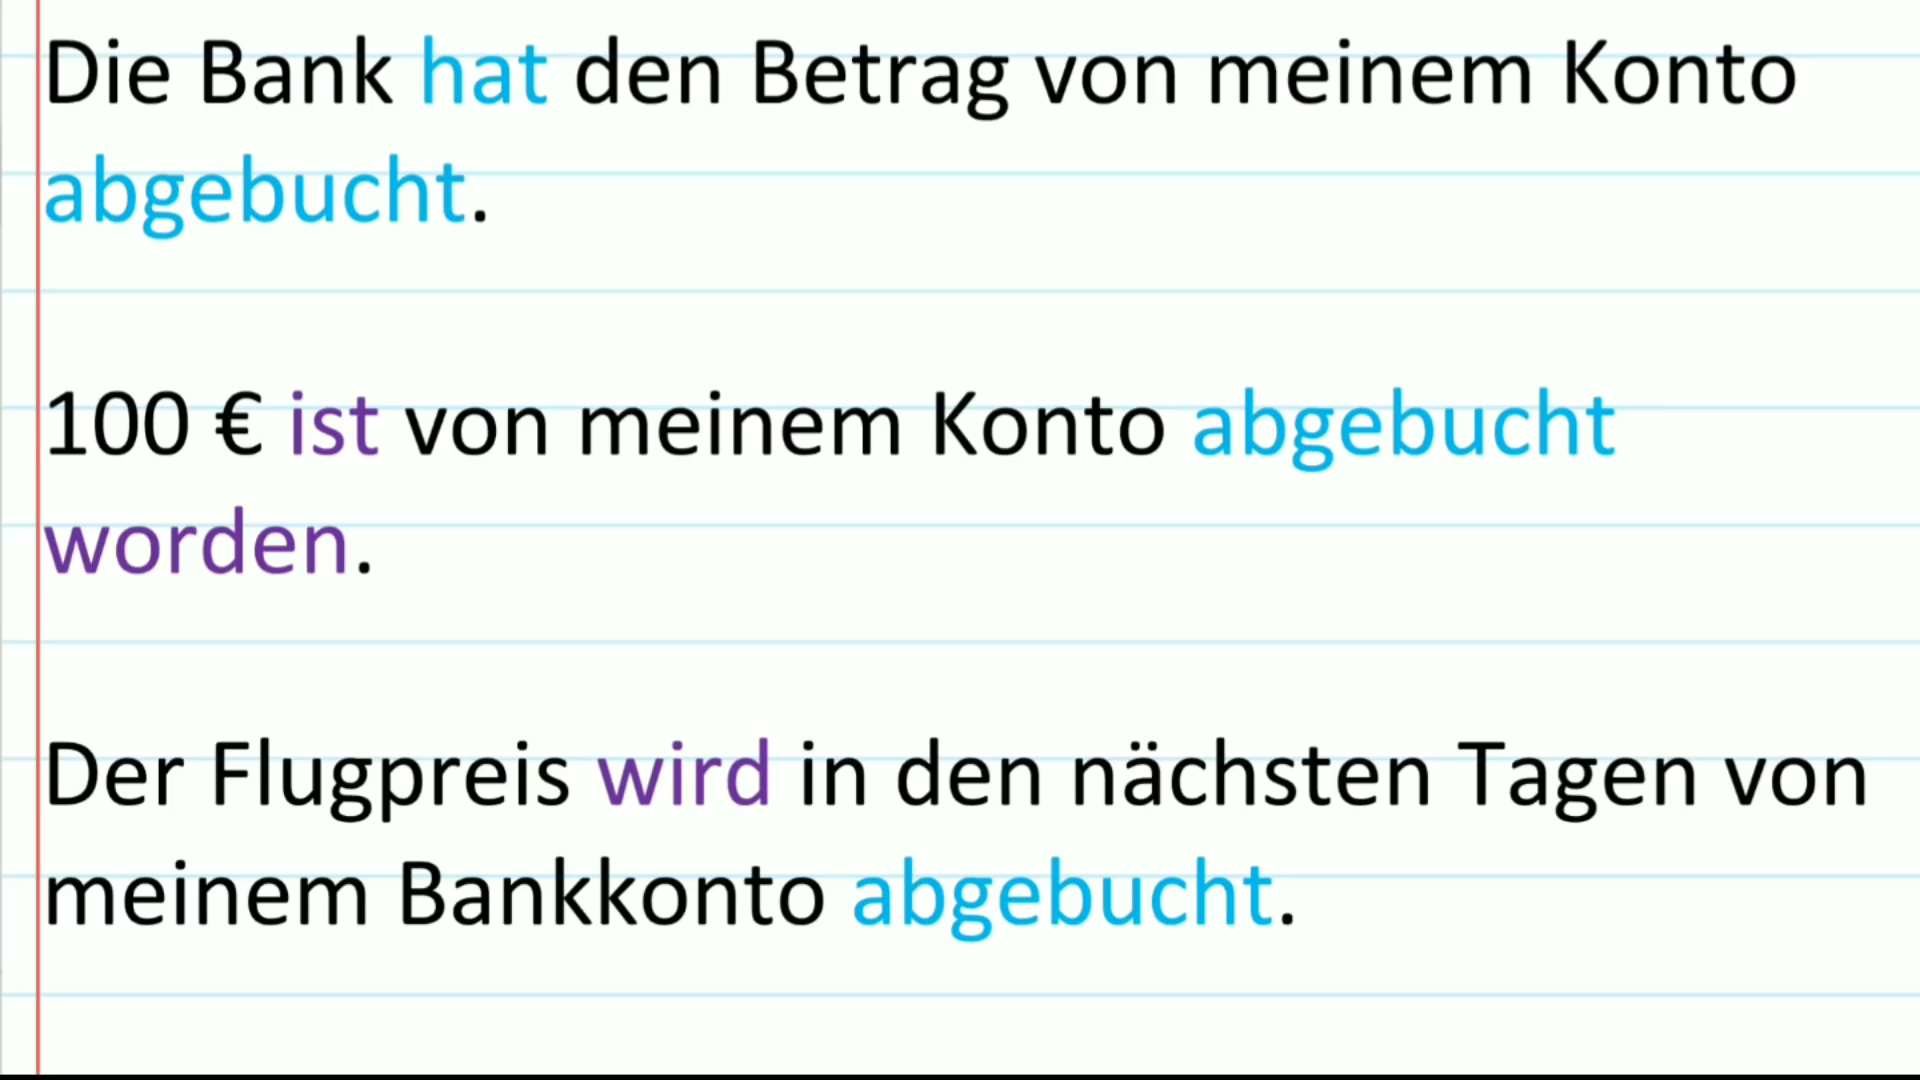 Die Bank hat den Betrag von meinem Konto
abgebucht.
100 € ist von meinem Konto abgebucht
worden.
Der Flugpreis wird in den nächsten Tagen von
meinem Bankkonto abgebucht.